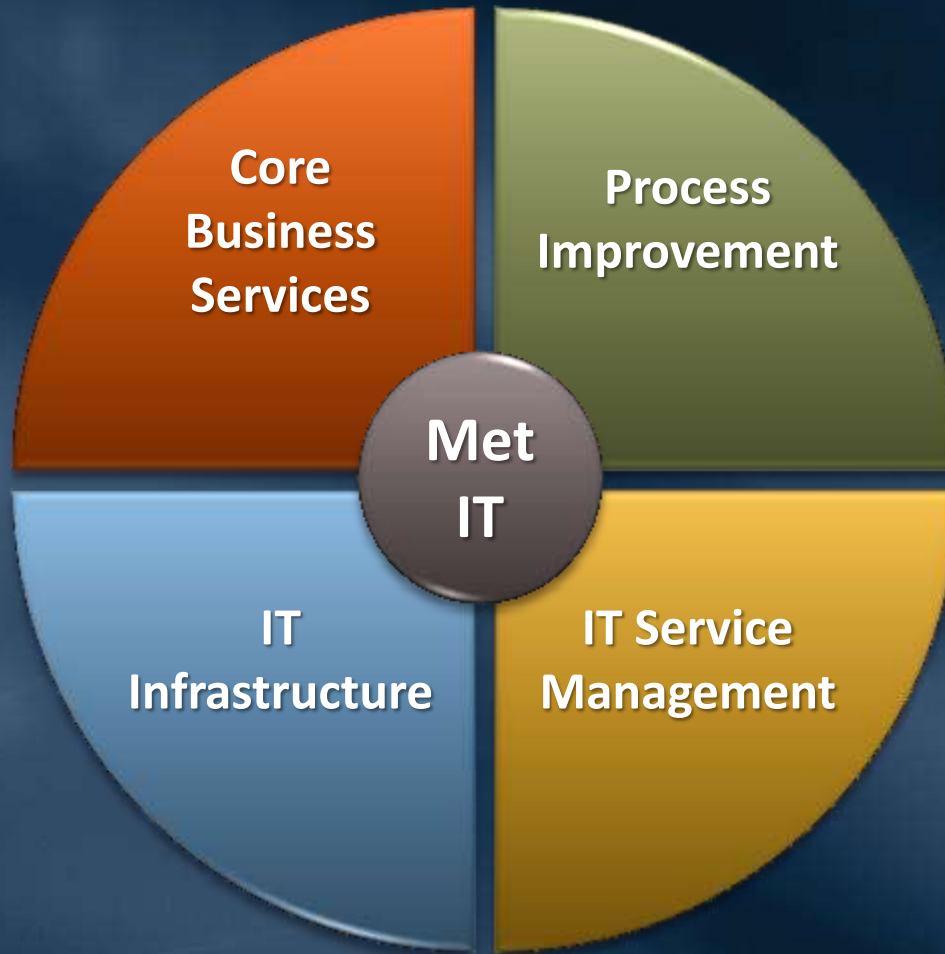 Core
Business
Services
Process
Improvement
Met
IT
IT
Infrastructure
IT Service
Management